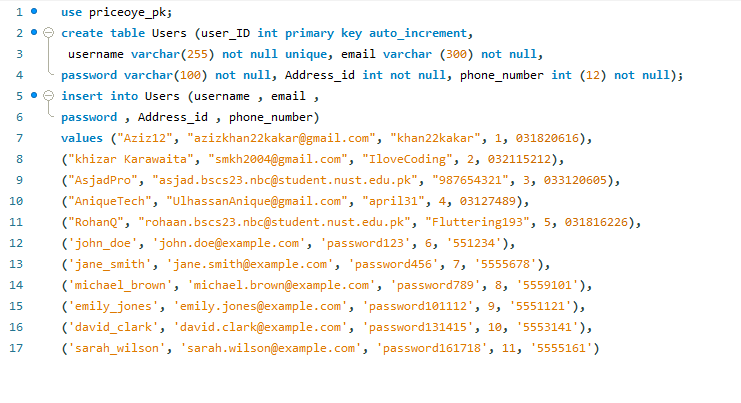 1 use priceoye_pk;
2 create table Users (user_ID int primary key auto_increment,
3 username varchar(255) not null unique, email varchar (300) not null,
4 password varchar(100) not null, Address_id int not null, phone_number int (12) not null);
5 insert into Users (username , email ,
6 password , Address_id , phone_number)
7 values ("Aziz12", "azizkhan22kakar@gmail.com", "khan22kakar", 1, 031820616),
8 ("khizar Karawaita", "smkh2004@gmail.com", "IloveCoding", 2, 032115212),
9 ("AsjadPro", "asjad.bscs23.nbc@student.nust.edu.pk", "987654321", 3, 033120605),
10 ("AniqueTech", "UlhassanAnique@gmail.com", "april31", 4, 03127489),
11 ("RohanQ", "rohaan.bscs23.nbc@student.nust.edu.pk", "Fluttering193", 5, 031816226),
12 ('john_doe', 'john.doe@example.com', 'password123', 6, '551234'),
13 ('jane_smith', 'jane.smith@example.com', 'password456', 7, '5555678'),
14 ('michael_brown', 'michael.brown@example.com', 'password789', 8, '5559101'),
15 ('emily_jones', 'emily.jones@example.com', 'password101112', 9, '5551121'),
16 ('david_clark', 'david.clark@example.com', 'password131415', 10, '5553141'),
17 ('sarah_wilson', 'sarah.wilson@example.com', 'password161718', 11, '5555161')